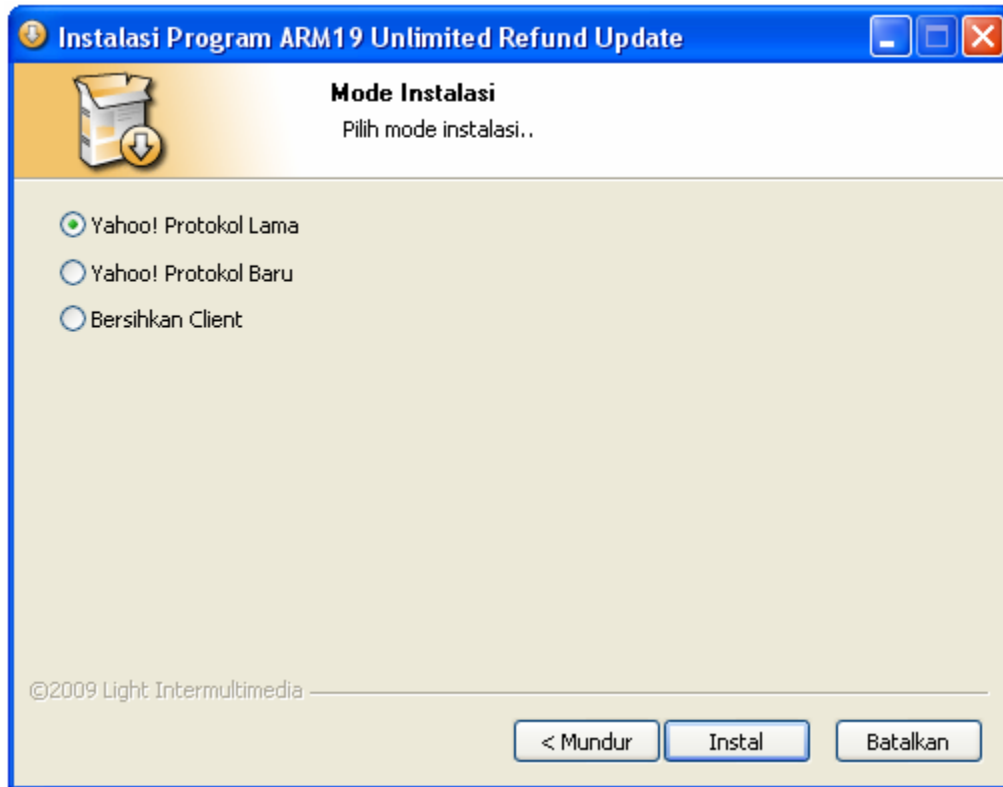 Instalasi Program ARM19 Unlimited Refund Update
Mode Instalasi
Pilih mode instalasi..
Yahoo! Protokol Lama
Yahoo! Protokol Baru
Bersihkan Client
©2009 Light Intermultimedia
< Mundur Instal Batalkan